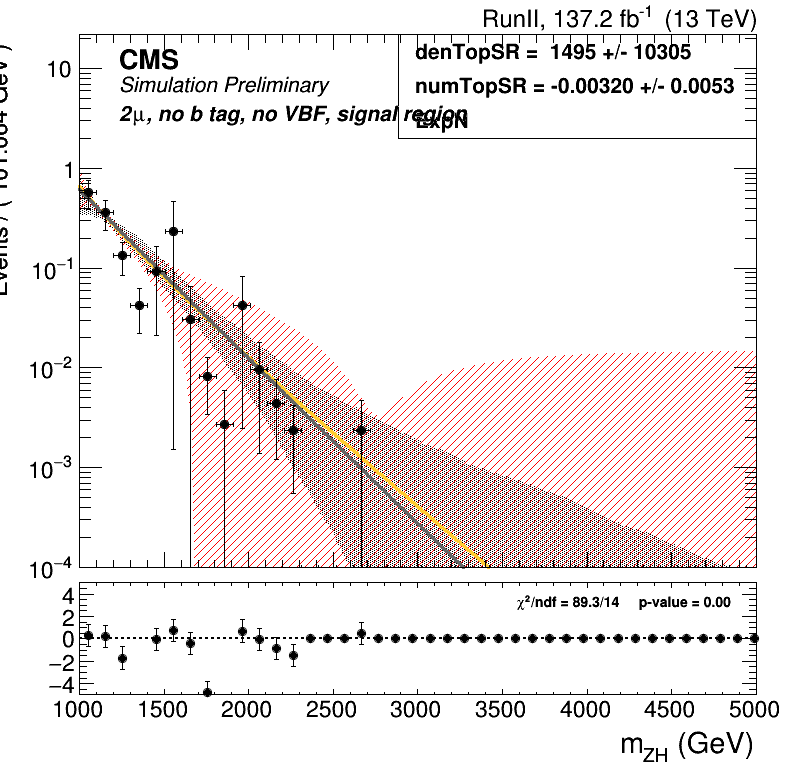 RunII, 137.2 fb⁻¹ (13 TeV)
CMS
Simulation Preliminary
2μ, no b tag, no VBF, signal region
denTopSR = 1495 +/- 10305
numTopSR = -0.00320 +/- 0.0053
ExpN
10
1
10⁻¹
10⁻²
10⁻³
10⁻⁴
χ²/ndf = 89.3/14 p-value = 0.00
4
2
0
−2
−4
1000 1500 2000 2500 3000 3500 4000 4500 5000
m_ZH (GeV)